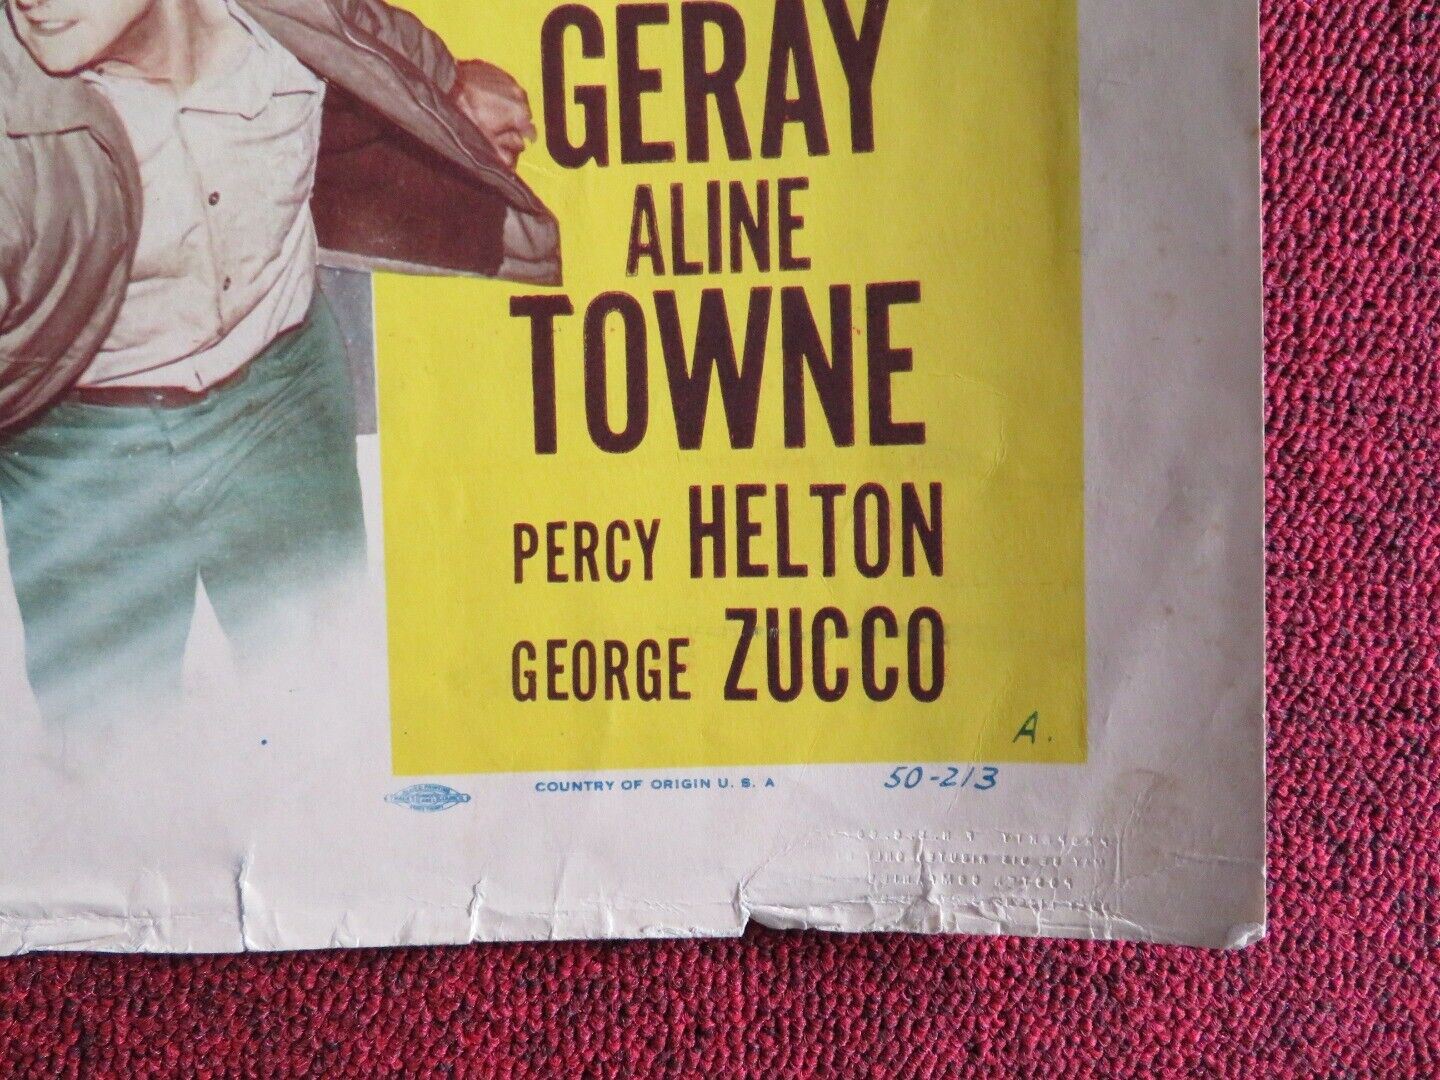 GERAY
ALINE
TOWNE
PERCY HELTON
GEORGE ZUCCO
A.
COUNTRY OF ORIGIN U. S. A
50-213